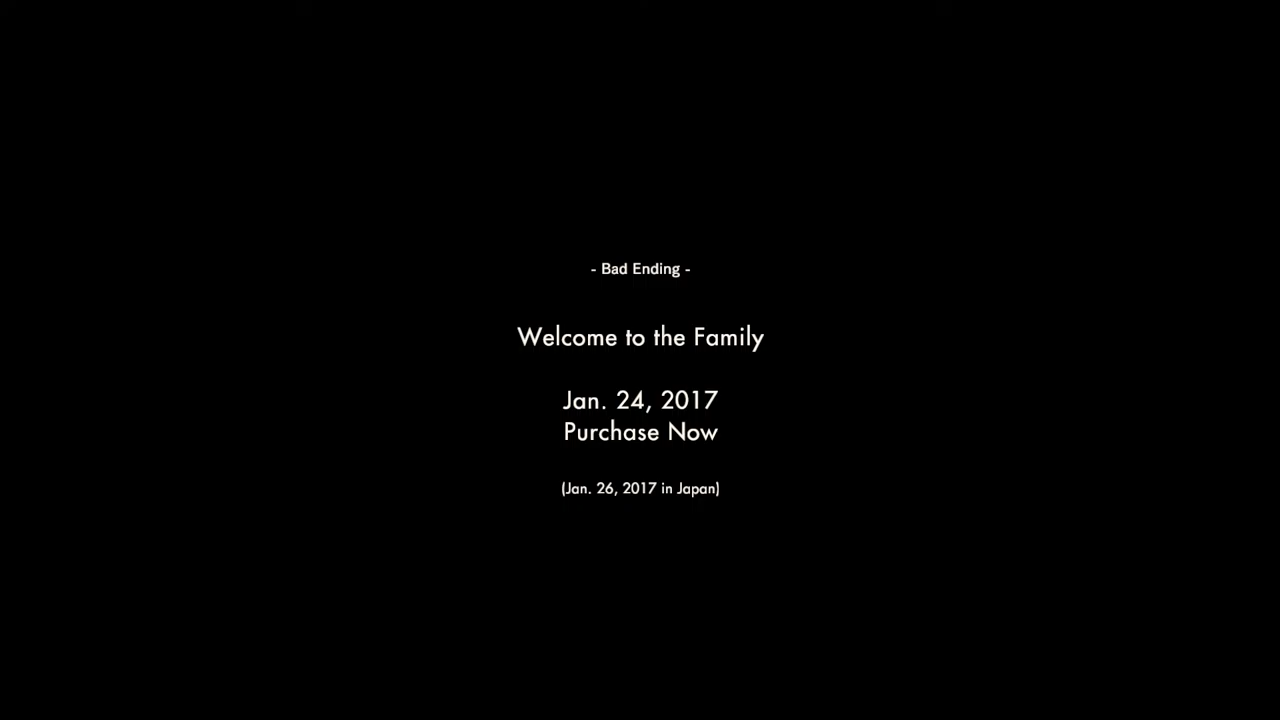 - Bad Ending -
Welcome to the Family
Jan. 24, 2017
Purchase Now
(Jan. 26, 2017 in Japan)